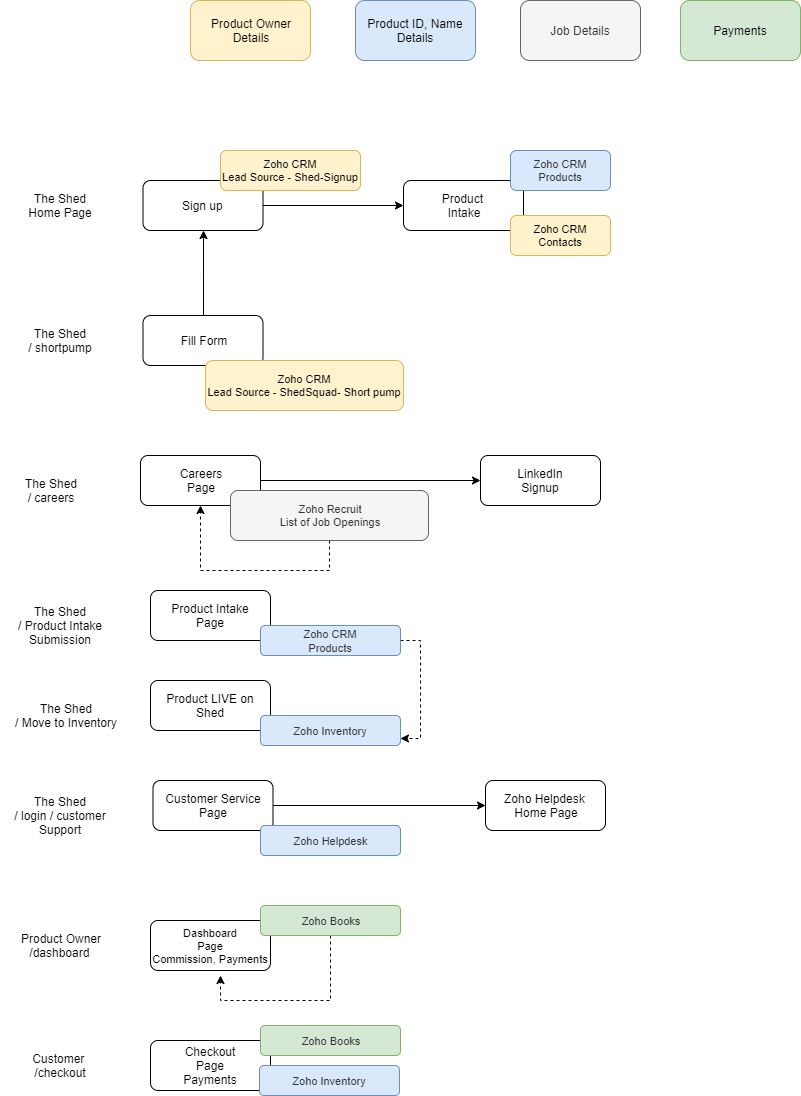 Product Owner
Details
Product ID, Name
Details
Job Details
Payments
Zoho CRM
Lead Source - Shed-Signup
Zoho CRM
Products
The Shed
Home Page
Sign up
Product
Intake
Zoho CRM
Contacts
The Shed
/ shortpump
Fill Form
Zoho CRM
Lead Source - ShedSquad- Short pump
The Shed
/ careers
Careers
Page
LinkedIn
Signup
Zoho Recruit
List of Job Openings
The Shed
/ Product Intake
Submission
Product Intake
Page
Zoho CRM
Products
The Shed
/ Move to Inventory
Product LIVE on
Shed
Zoho Inventory
The Shed
/ login / customer
Support
Customer Service
Page
Zoho Helpdesk
Home Page
Zoho Helpdesk
Product Owner
/dashboard
Zoho Books
Dashboard
Page
Commission, Payments
Customer
/checkout
Zoho Books
Checkout
Page
Payments
Zoho Inventory